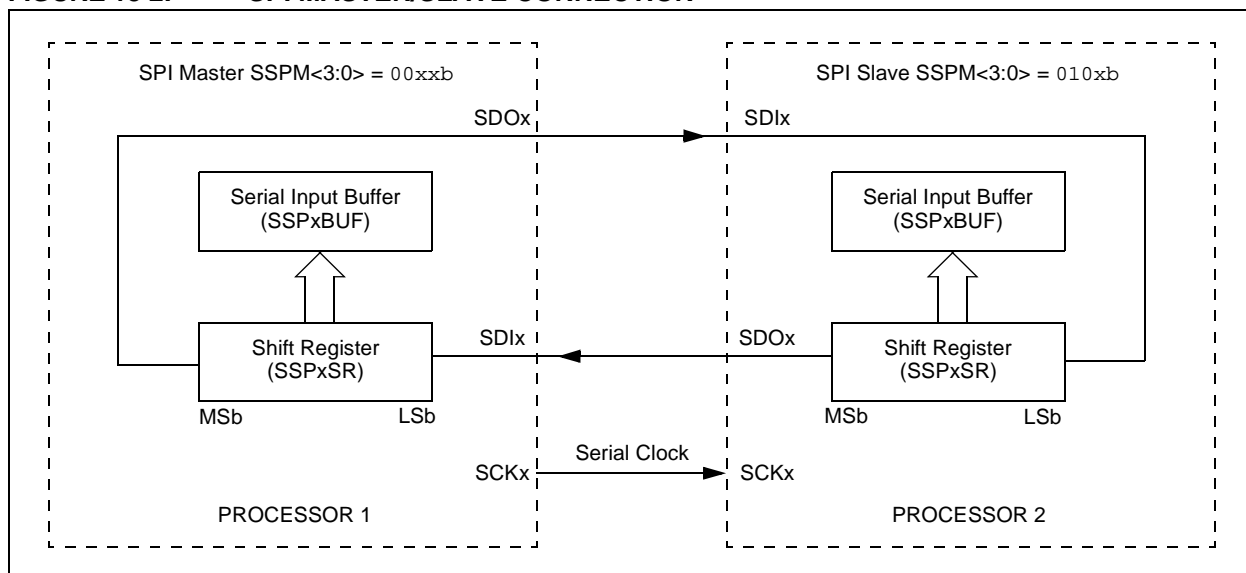 SPI Master SSPM<3:0> = 00xxb
SDOx
Serial Input Buffer
(SSPxBUF)
Shift Register
(SSPxSR)
MSb
LSb
SDIx
SCKx
PROCESSOR 1
Serial Clock
SPI Slave SSPM<3:0> = 010xb
SDIx
Serial Input Buffer
(SSPxBUF)
SDOx
Shift Register
(SSPxSR)
MSb
LSb
SCKx
PROCESSOR 2